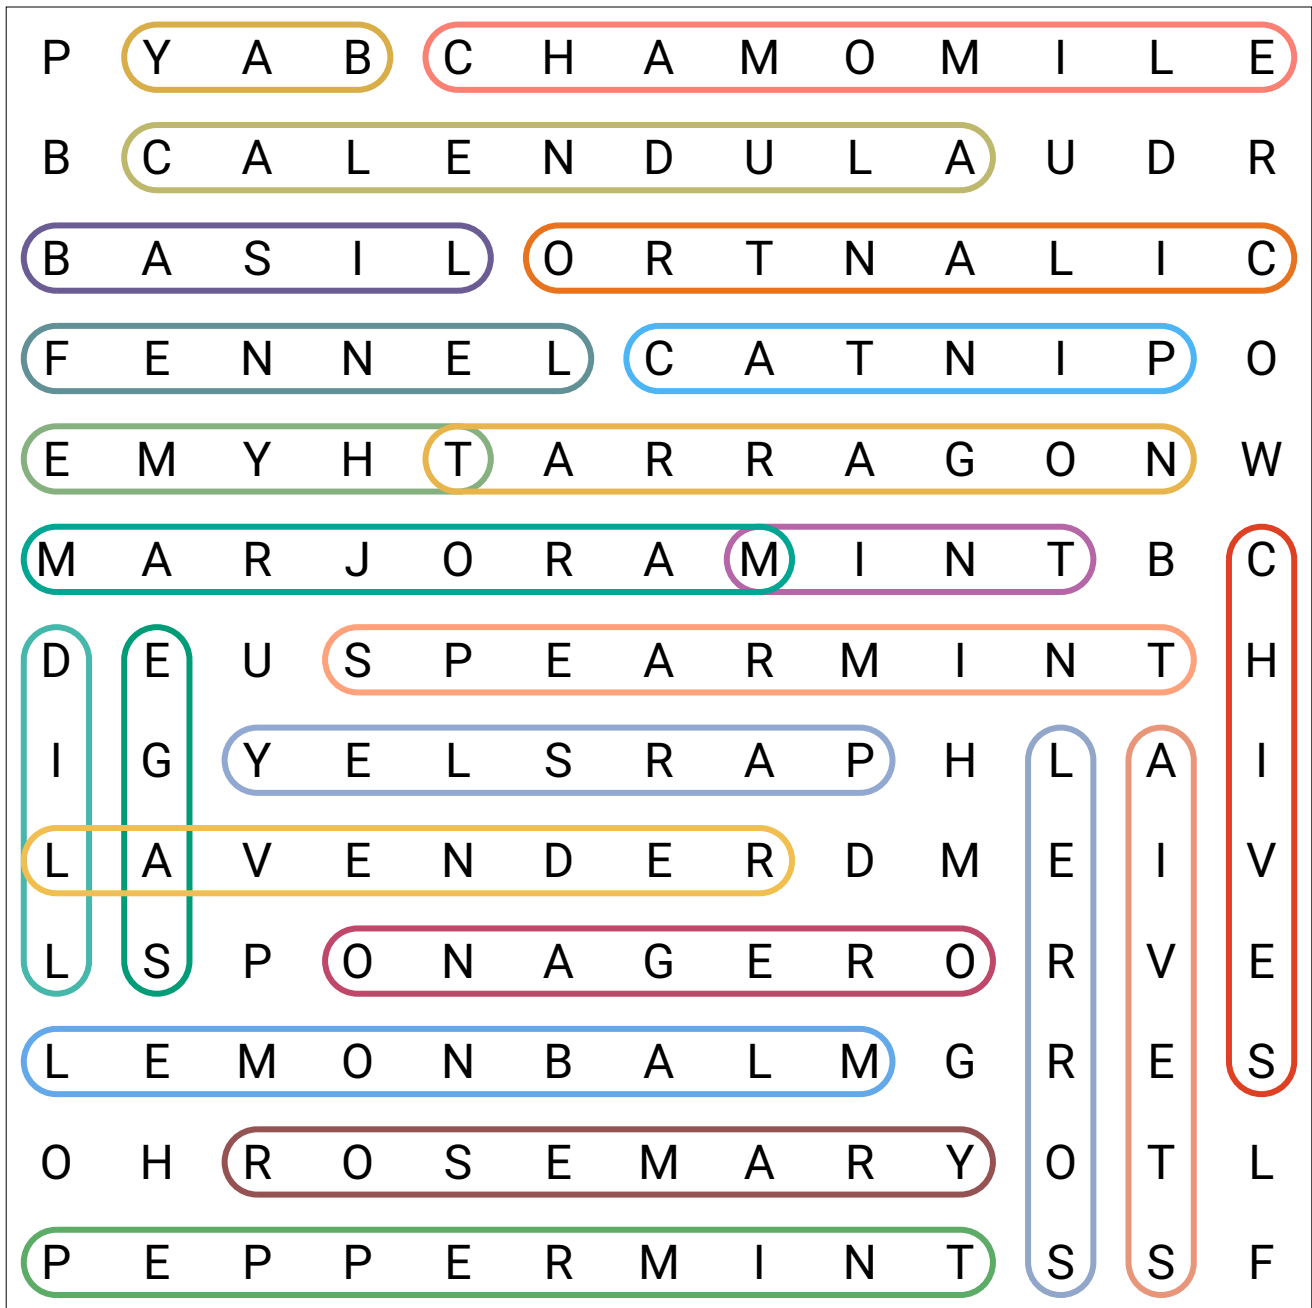 P Y A B C H A M O M I L E
B C A L E N D U L A U D R
B A S I L O R T N A L I C
F E N N E L C A T N I P O
E M Y H T A R R A G O N W
M A R J O R A M I N T B C
D E U S P E A R M I N T H
I G Y E L S R A P H L A I
L A V E N D E R D M E I V
L S P O N A G E R O R V E
L E M O N B A L M G R E S
O H R O S E M A R Y O T L
P E P P E R M I N T S S F